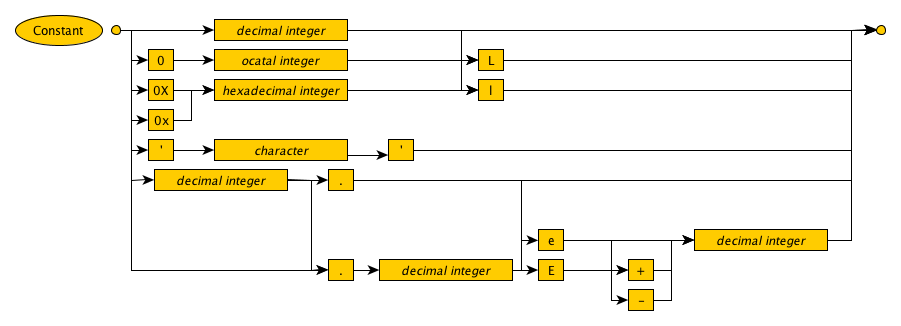 Constant
decimal integer
0 ocatal integer L
0X hexadecimal integer l
0x
' character '
decimal integer .
e decimal integer
. decimal integer E +
-